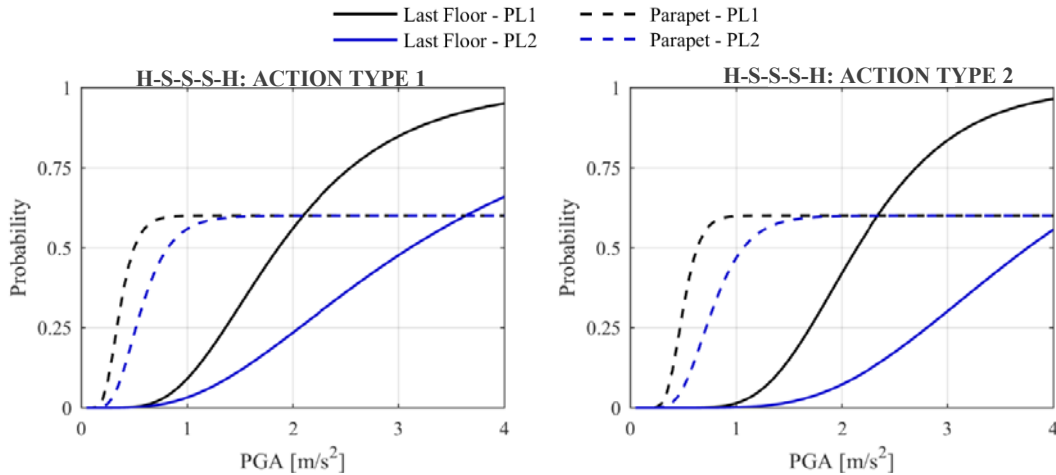 Last Floor - PL1
Parapet - PL1
Last Floor - PL2
Parapet - PL2
H-S-S-S-H: ACTION TYPE 1
1
0.75
0.5
0.25
0
Probability
0 1 2 3 4
PGA [m/s²]
H-S-S-S-H: ACTION TYPE 2
1
0.75
0.5
0.25
0
Probability
0 1 2 3 4
PGA [m/s²]